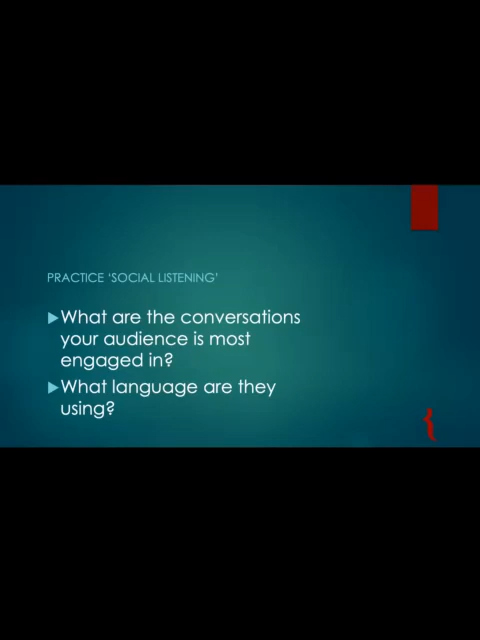 PRACTICE ‘SOCIAL LISTENING’
What are the conversations
your audience is most
engaged in?
What language are they
using?
{